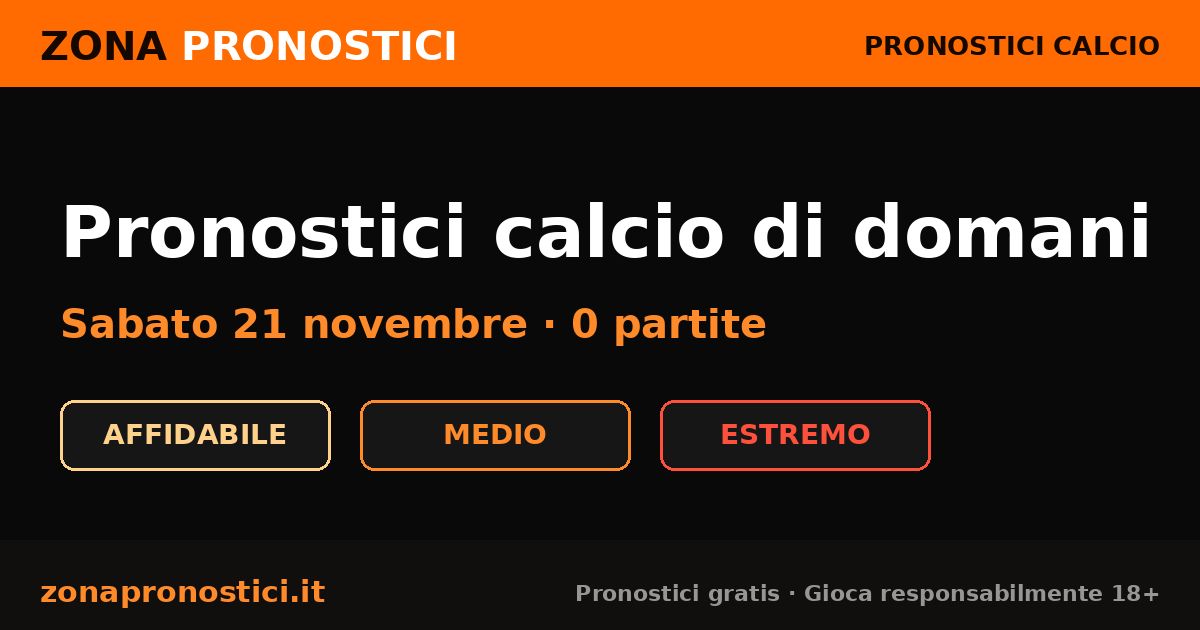 ZONA PRONOSTICI
PRONOSTICI CALCIO
Pronostici calcio di domani
Sabato 21 novembre · 0 partite
AFFIDABILE
MEDIO
ESTREMO
zonapronostici.it
Pronostici gratis · Gioca responsabilmente 18+